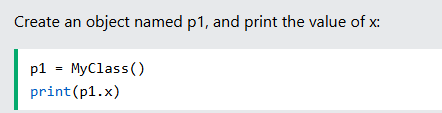 Create an object named p1, and print the value of x:
p1 = MyClass()
print(p1.x)